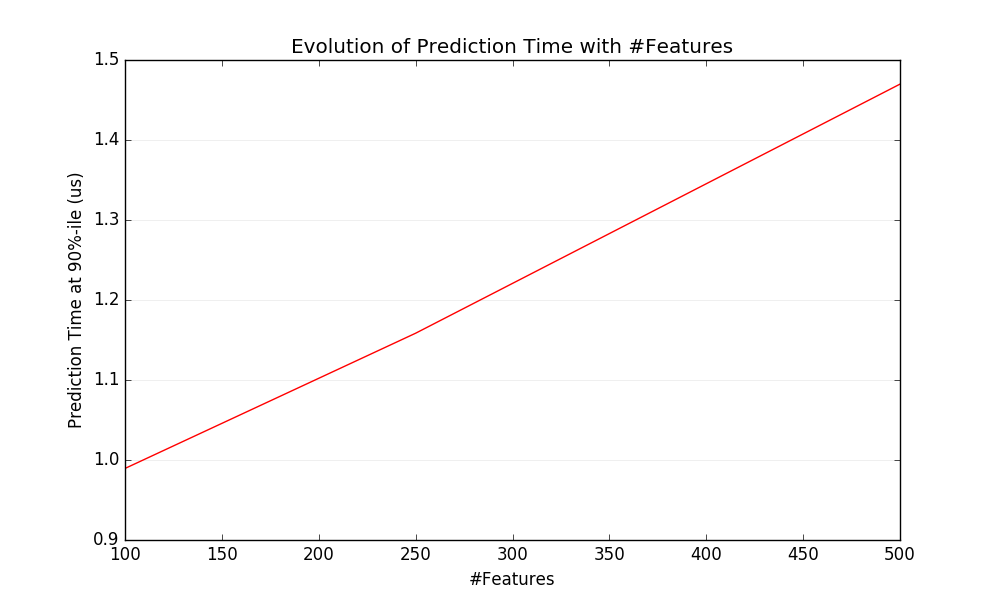 Evolution of Prediction Time with #Features
Prediction Time at 90%-ile (us)
1.5
1.4
1.3
1.2
1.1
1.0
0.9
100 150 200 250 300 350 400 450 500
#Features